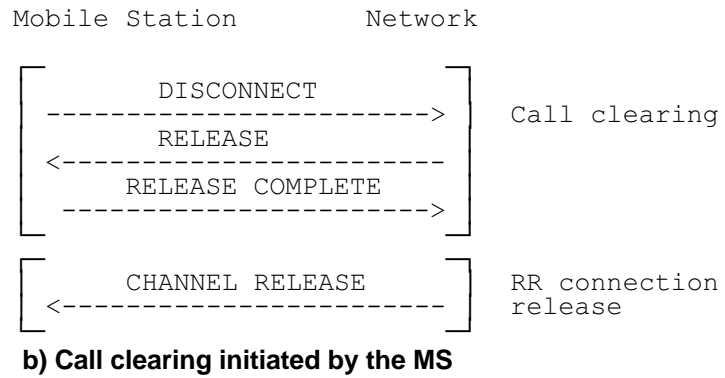 Mobile Station Network
DISCONNECT
Call clearing
RELEASE
RELEASE COMPLETE
CHANNEL RELEASE RR connection
release
b) Call clearing initiated by the MS